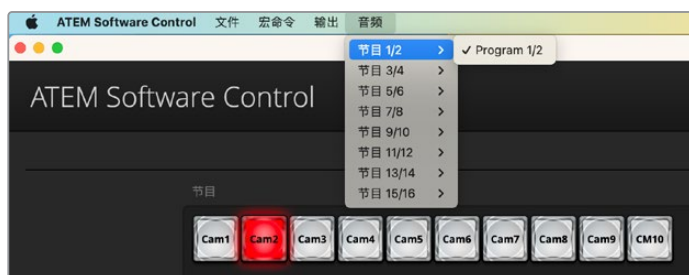 ATEM Software Control 文件 宏命令 输出 音频
节目 1/2 > ✓ Program 1/2
节目 3/4 >
节目 5/6 >
节目 7/8 >
节目 9/10 >
节目 11/12 >
节目 13/14 >
节目 15/16 >
ATEM Software Control
节目
Cam1 Cam2 Cam3 Cam4 Cam5 Cam6 Cam7 Cam8 Cam9 CM10